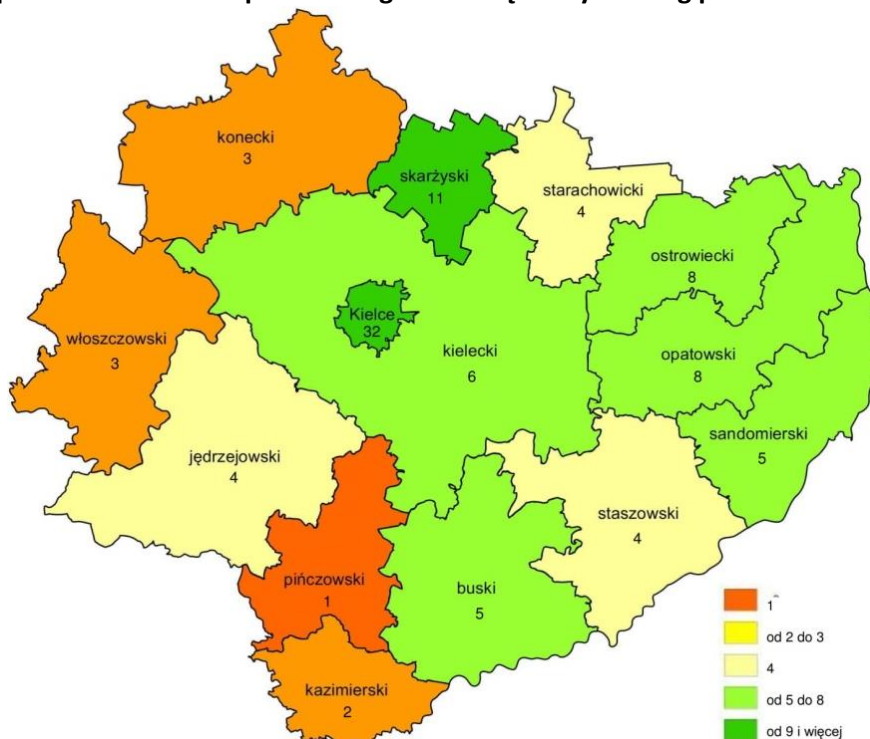 konecki
3
skarżyski
11
starachowicki
4
ostrowiecki
8
włoszczowski
3
Kielce
32
kielecki
6
opatowski
8
sandomierski
5
jędrzejowski
4
staszowski
4
pińczowski
1
buski
5
kazimierski
2
1
od 2 do 3
4
od 5 do 8
od 9 i więcej